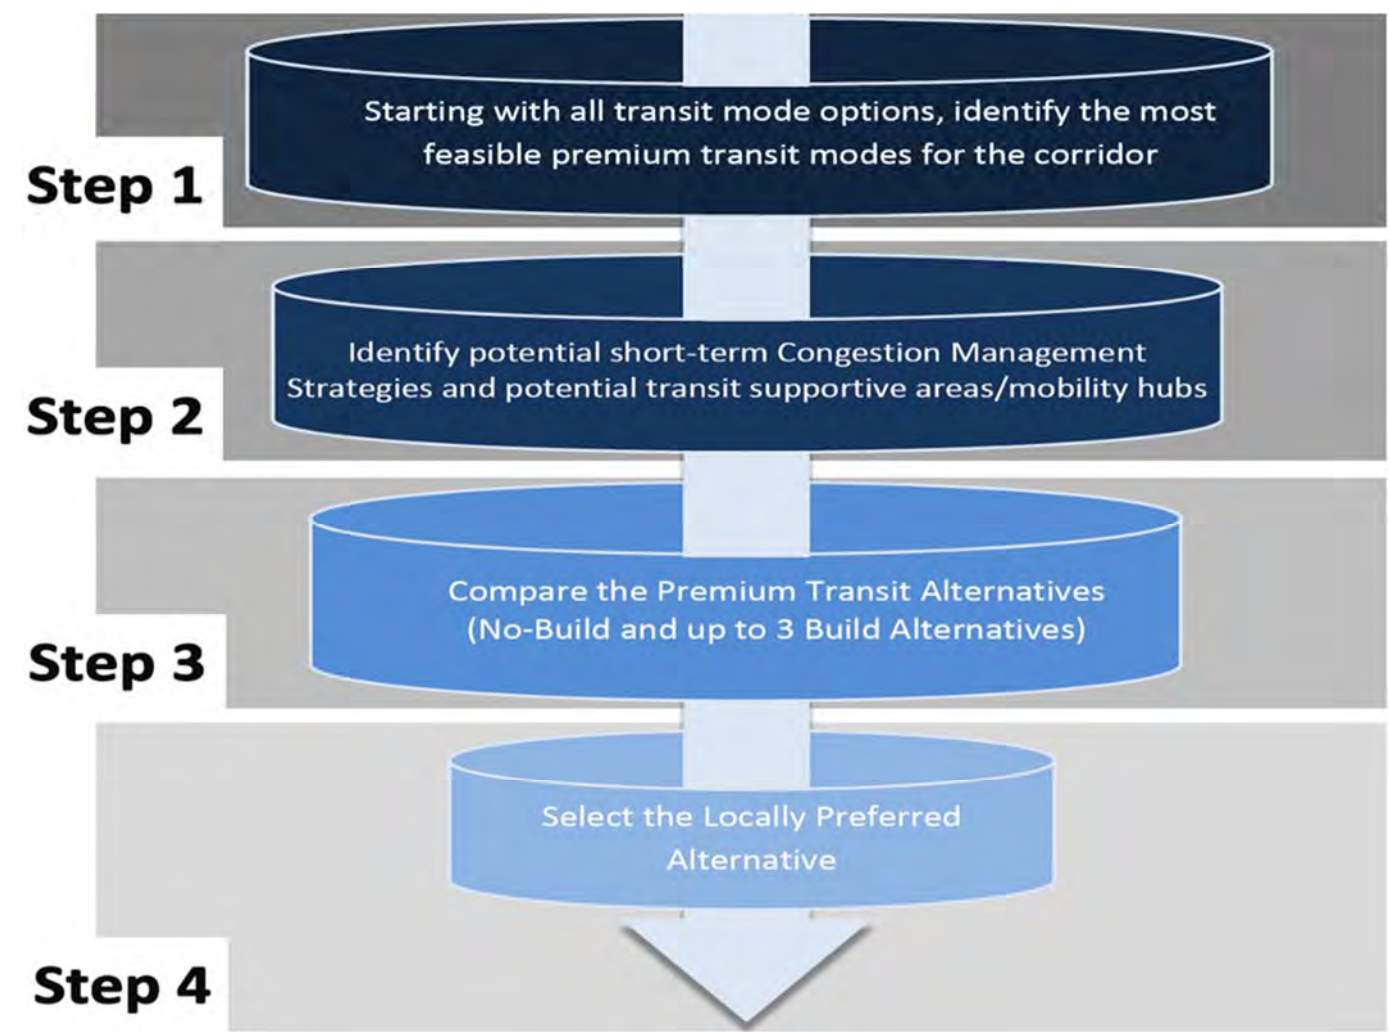 Starting with all transit mode options, identify the most
feasible premium transit modes for the corridor
Step 1
Identify potential short-term Congestion Management
Strategies and potential transit supportive areas/mobility hubs
Step 2
Compare the Premium Transit Alternatives
(No-Build and up to 3 Build Alternatives)
Step 3
Select the Locally Preferred
Alternative
Step 4